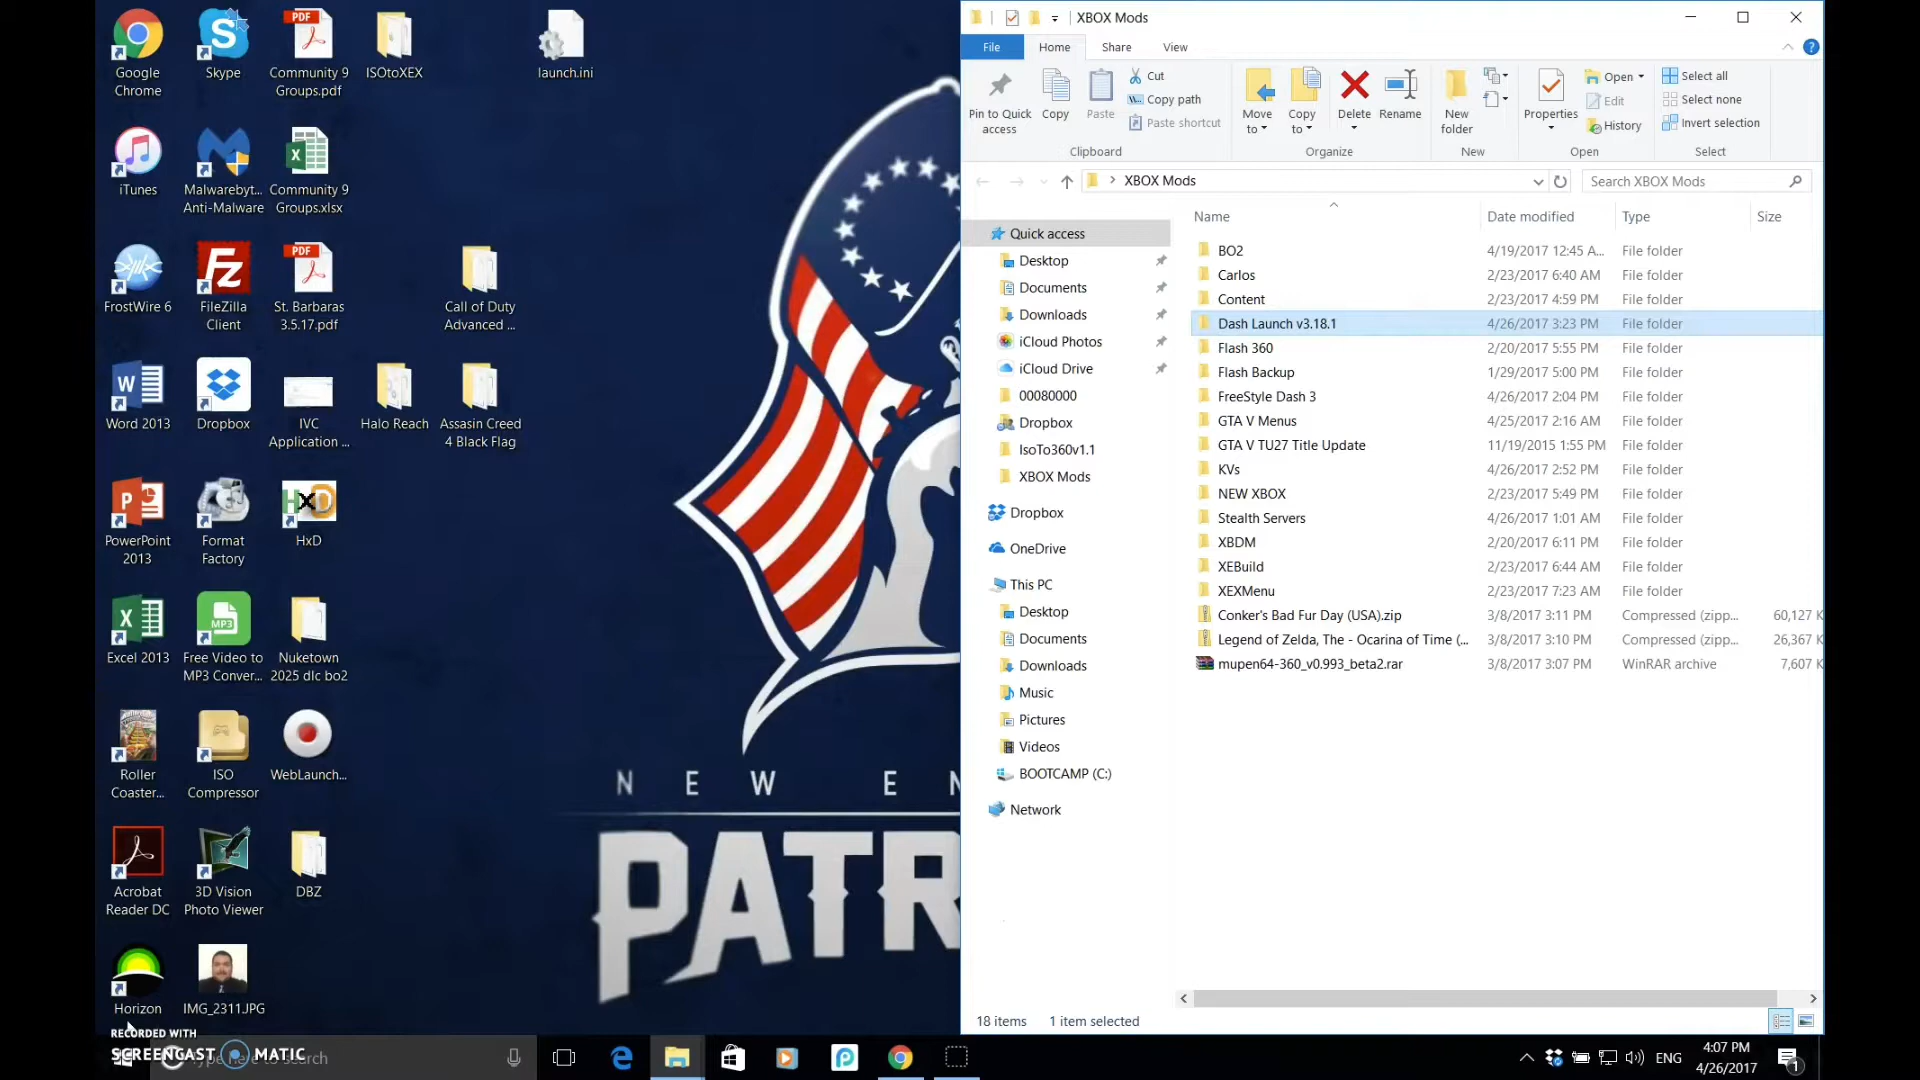 Google
Chrome
Skype
Community 9
Groups.pdf
ISOtoXEX
launch.ini
iTunes
Malwarebyt...
Anti-Malware
Community 9
Groups.xlsx
FrostWire 6
FileZilla
Client
St. Barbaras
3.5.17.pdf
Call of Duty
Advanced ...
Word 2013
Dropbox
IVC
Application ...
Halo Reach
Assasin Creed
4 Black Flag
PowerPoint
2013
Format
Factory
HxD
HxD
Excel 2013
MP3
Free Video to
MP3 Conver...
Nuketown
2025 dlc bo2
Roller
Coaster...
ISO
Compressor
WebLaunch...
Acrobat
Reader DC
3D Vision
Photo Viewer
DBZ
Horizon
IMG_2311.JPG
NEW EN
PATR
RECORDED WITH
SCREENCAST MATIC
XBOX Mods
File
Home
Share
View
Pin to Quick
access
Copy
Paste
Cut
Copy path
Paste shortcut
Clipboard
Move
to
Copy
to
Delete
Rename
Organize
New
folder
New
Properties
Open
Edit
History
Open
Select all
Select none
Invert selection
Select
XBOX Mods
Search XBOX Mods
Quick access
Desktop
Documents
Downloads
iCloud Photos
iCloud Drive
00080000
Dropbox
IsoTo360v1.1
XBOX Mods
Dropbox
OneDrive
This PC
Desktop
Documents
Downloads
Music
Pictures
Videos
BOOTCAMP (C:)
Network
Name Date modified Type Size
BO2 4/19/2017 12:45 A... File folder
Carlos 2/23/2017 6:40 AM File folder
Content 2/23/2017 4:59 PM File folder
Dash Launch v3.18.1 4/26/2017 3:23 PM File folder
Flash 360 2/20/2017 5:55 PM File folder
Flash Backup 1/29/2017 5:00 PM File folder
FreeStyle Dash 3 4/26/2017 2:04 PM File folder
GTA V Menus 4/25/2017 2:16 AM File folder
GTA V TU27 Title Update 11/19/2015 1:55 PM File folder
KVs 4/26/2017 2:52 PM File folder
NEW XBOX 2/23/2017 5:49 PM File folder
Stealth Servers 4/26/2017 1:01 AM File folder
XBDM 2/20/2017 6:11 PM File folder
XEBuild 2/23/2017 6:44 AM File folder
XEXMenu 2/23/2017 7:23 AM File folder
Conker's Bad Fur Day (USA).zip 3/8/2017 3:11 PM Compressed (zipp... 60,127 K
Legend of Zelda, The - Ocarina of Time (... 3/8/2017 3:10 PM Compressed (zipp... 26,367 K
mupen64-360_v0.993_beta2.rar 3/8/2017 3:07 PM WinRAR archive 7,607 K
18 items 1 item selected
ENG
4:07 PM
4/26/2017
1